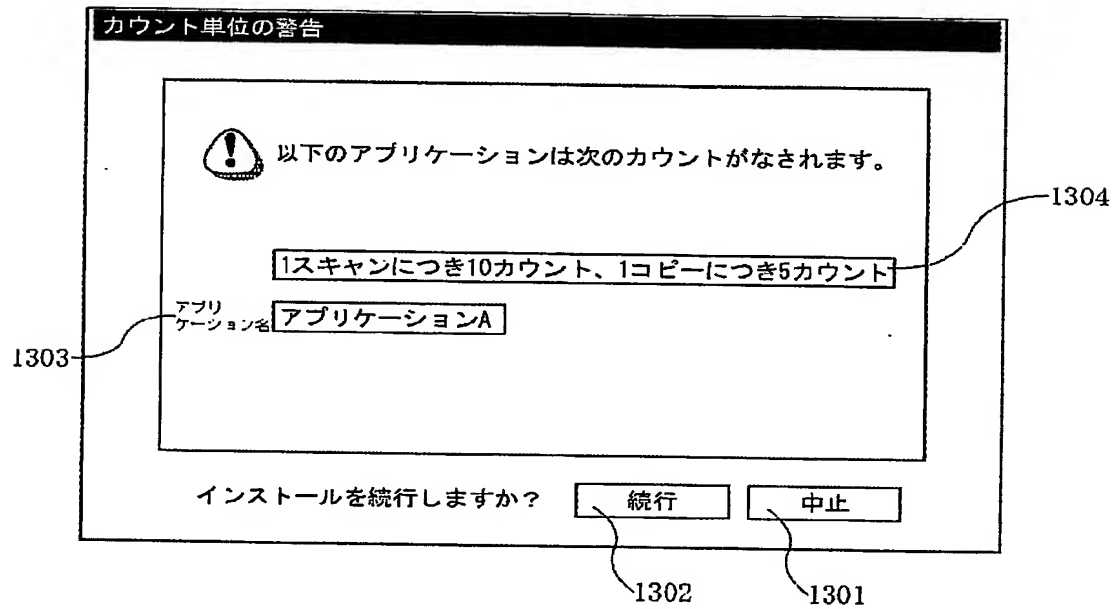 カウント単位の警告
以下のアプリケーションは次のカウントがなされます。
1304
1スキャンにつき10カウント、1コピーにつき5カウント
アプリ
ケーション名
アプリケーションA
1303
インストールを続行しますか?
続行
中止
1302
1301